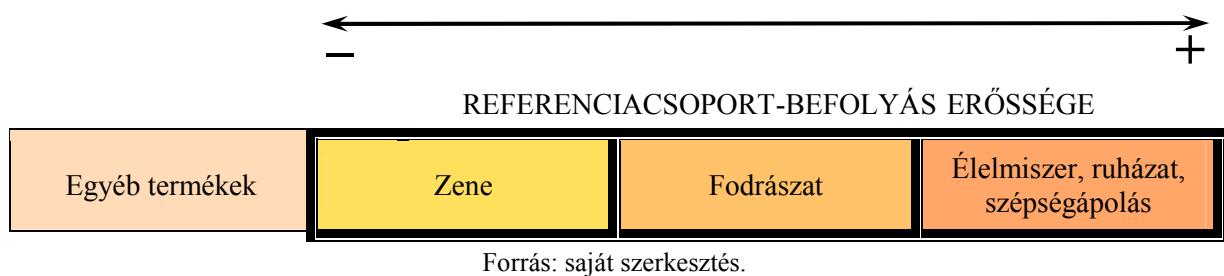 − +
REFERENCIACSOPORT-BEFOLYÁS ERŐSSÉGE
Egyéb termékek
Zene
Fodrászat
Élelmiszer, ruházat,
szépségápolás
Forrás: saját szerkesztés.